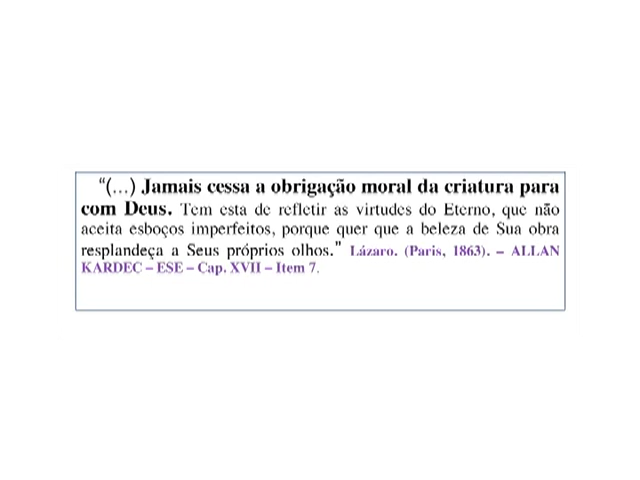 “(...) Jamais cessa a obrigação moral da criatura para
com Deus. Tem esta de refletir as virtudes do Eterno, que não
aceita esboços imperfeitos, porque quer que a beleza de Sua obra
resplandeça a Seus próprios olhos.” Lázaro. (Paris, 1863). – ALLAN
KARDEC – ESE – Cap. XVII – Item 7.